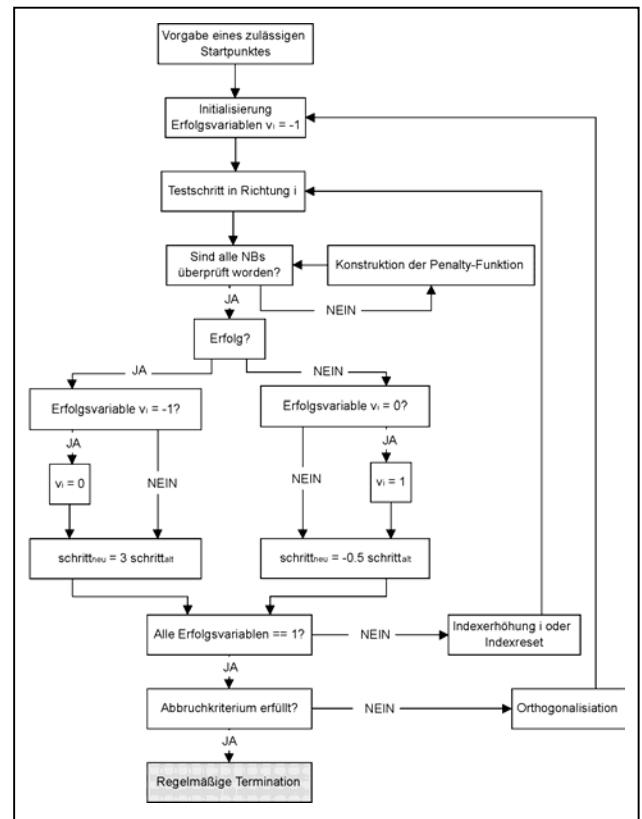 Vorgabe eines zulässigen
Startpunktes
Initialisierung
Erfolgsvariablen vᵢ = -1
Testschritt in Richtung i
Sind alle NBs
überprüft worden?
Konstruktion der Penalty-Funktion
JA
NEIN
Erfolg?
JA
NEIN
Erfolgsvariable vᵢ = -1?
Erfolgsvariable vᵢ = 0?
JA
JA
vᵢ = 0
NEIN
NEIN
vᵢ = 1
schrittneu = 3 schrittalt
schrittneu = -0.5 schrittalt
Alle Erfolgsvariablen == 1?
NEIN
Indexerhöhung i oder
Indexreset
JA
Abbruchkriterium erfüllt?
NEIN
Orthogonalisiation
JA
Regelmäßige Termination